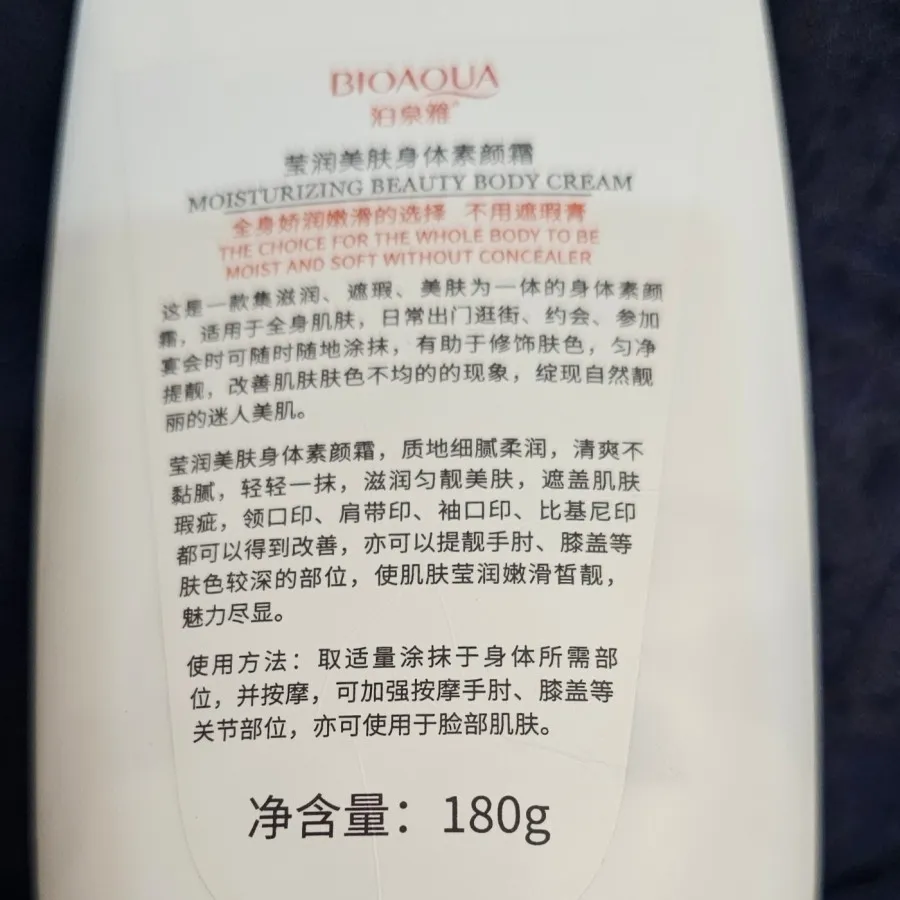 BIOAQUA
泊泉雅®
莹润美肤身体素颜霜
MOISTURIZING BEAUTY BODY CREAM
全身娇润嫩滑的选择 不用遮瑕膏
THE CHOICE FOR THE WHOLE BODY TO BE
MOIST AND SOFT WITHOUT CONCEALER
这是一款集滋润、遮瑕、美肤为一体的身体素颜
霜，适用于全身肌肤，日常出门逛街、约会、参加
宴会时可随时随地涂抹，有助于修饰肤色，匀净
提靓，改善肌肤肤色不均的的现象，绽现自然靓
丽的迷人美肌。
莹润美肤身体素颜霜，质地细腻柔润，清爽不
黏腻，轻轻一抹，滋润匀靓美肤，遮盖肌肤
瑕疵，领口印、肩带印、袖口印、比基尼印
都可以得到改善，亦可以提靓手肘、膝盖等
肤色较深的部位，使肌肤莹润嫩滑皙靓，
魅力尽显。
使用方法：取适量涂抹于身体所需部
位，并按摩，可加强按摩手肘、膝盖等
关节部位，亦可使用于脸部肌肤。
净含量：180g